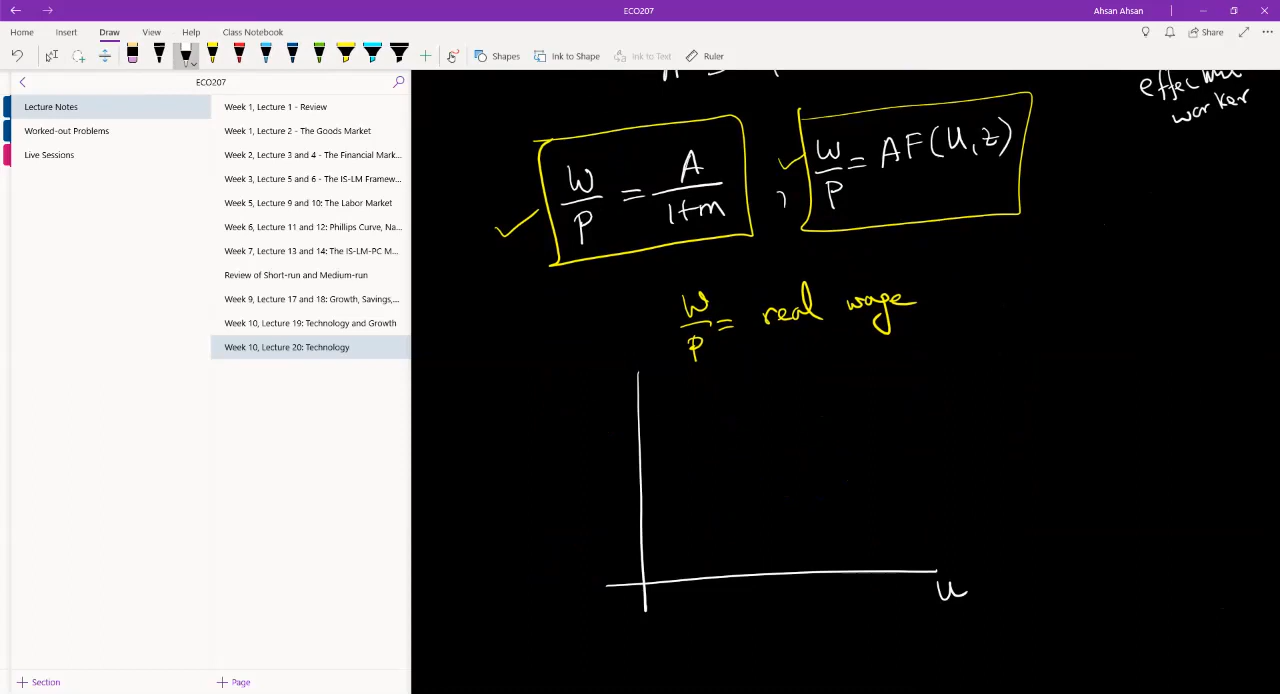 ECO207
Ahsan Ahsan
Home Insert Draw View Help Class Notebook
Share
Shapes Ink to Shape Ink to Text Ruler
ECO207
Lecture Notes
Worked-out Problems
Live Sessions
Week 1, Lecture 1 - Review
Week 1, Lecture 2 - The Goods Market
Week 2, Lecture 3 and 4 - The Financial Mark...
Week 3, Lecture 5 and 6 - The IS-LM Framew...
Week 5, Lecture 9 and 10: The Labor Market
Week 6, Lecture 11 and 12: Phillips Curve, Na...
Week 7, Lecture 13 and 14: The IS-LM-PC M...
Review of Short-run and Medium-run
Week 9, Lecture 17 and 18: Growth, Savings,...
Week 10, Lecture 19: Technology and Growth
Week 10, Lecture 20: Technology
Section
Page
worker
W/P = A/1+m , W/P = AF(u,z)
W/P = real wage
u